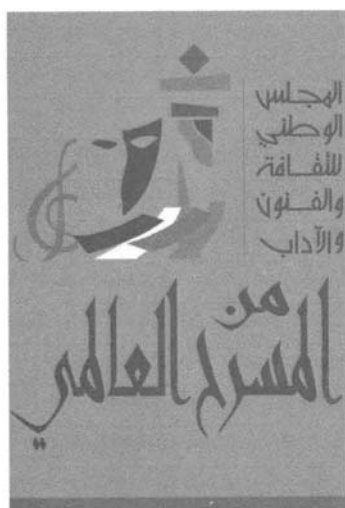 المجلس
الوطني
للثقافة
والفنون
والآداب
من
المسرح العالمي